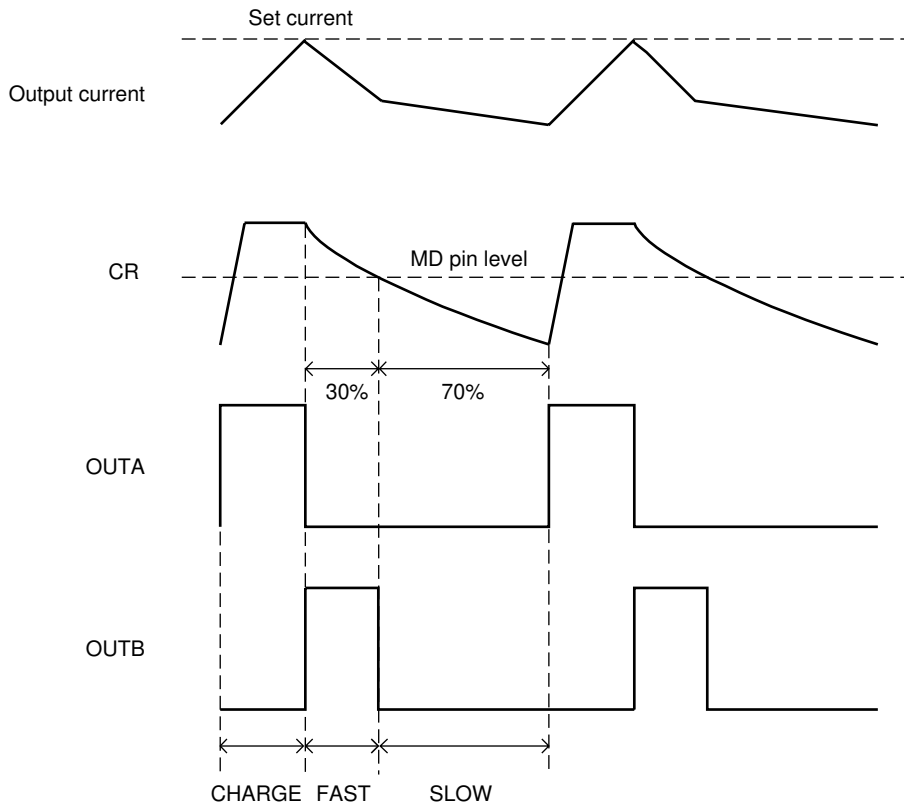 Set current
Output current
MD pin level
CR
30% 70%
OUTA
OUTB
CHARGE FAST SLOW